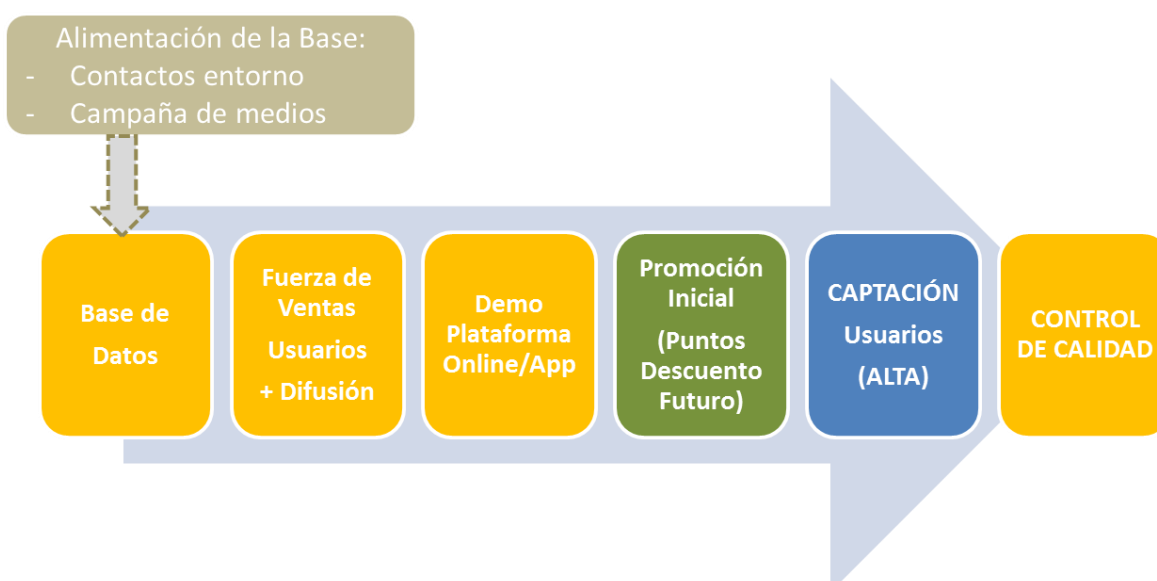 Alimentación de la Base:
- Contactos entorno
- Campaña de medios
Base de
Datos
Fuerza de
Ventas
Usuarios
+ Difusión
Demo
Plataforma
Online/App
Promoción
Inicial
(Puntos
Descuento
Futuro)
CAPTACIÓN
Usuarios
(ALTA)
CONTROL
DE CALIDAD